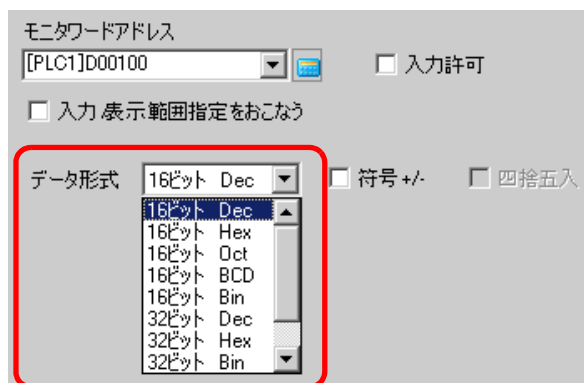 モニタワードアドレス
[PLC1]D00100
入力許可
入力/表示範囲指定をおこなう
データ形式 16ビット Dec 符号+/- 四捨五入
16ビット Dec
16ビット Hex
16ビット Oct
16ビット BCD
16ビット Bin
32ビット Dec
32ビット Hex
32ビット Bin